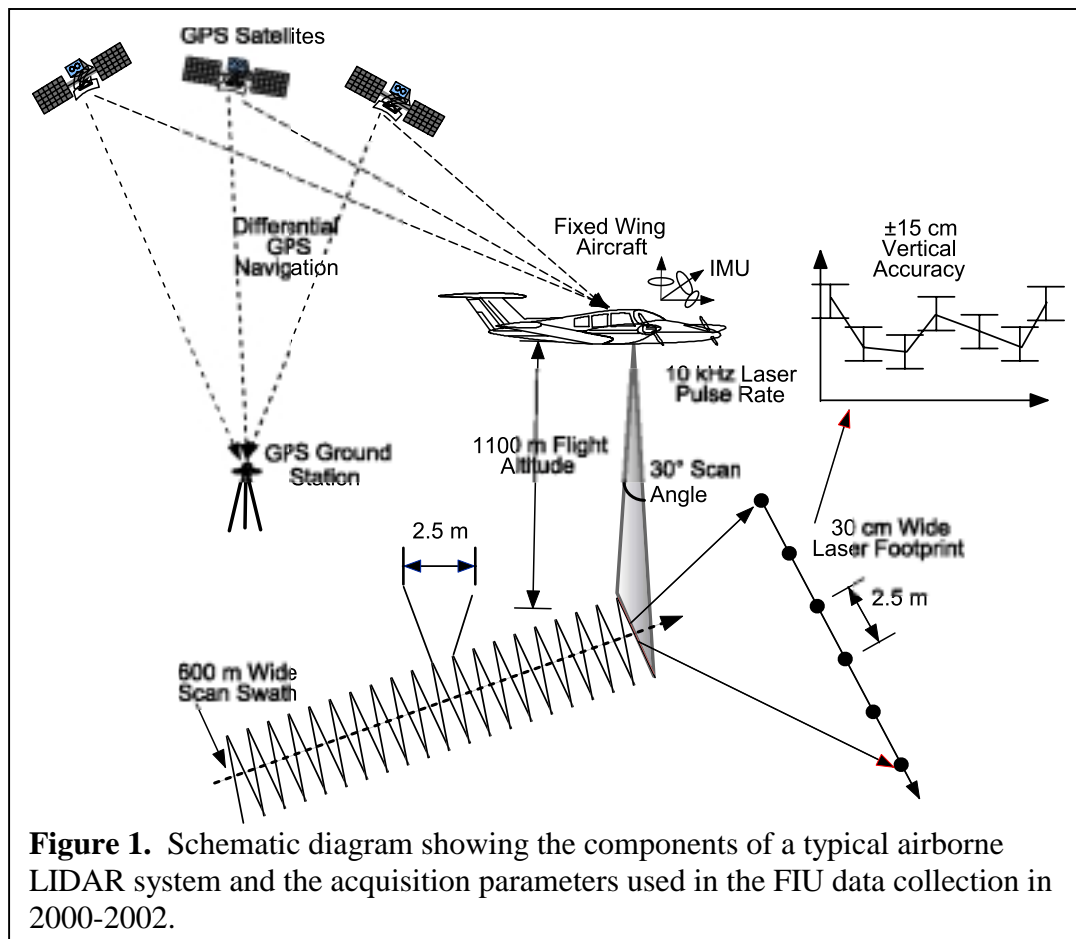 GPS Satellites
Differential
GPS
Navigation
Fixed Wing
Aircraft
IMU
±15 cm
Vertical
Accuracy
10 kHz Laser
Pulse Rate
GPS Ground
Station
1100 m Flight
Altitude
30° Scan
Angle
2.5 m
30 cm Wide
Laser Footprint
2.5 m
600 m Wide
Scan Swath
Figure 1. Schematic diagram showing the components of a typical airborne
LIDAR system and the acquisition parameters used in the FIU data collection in
2000-2002.